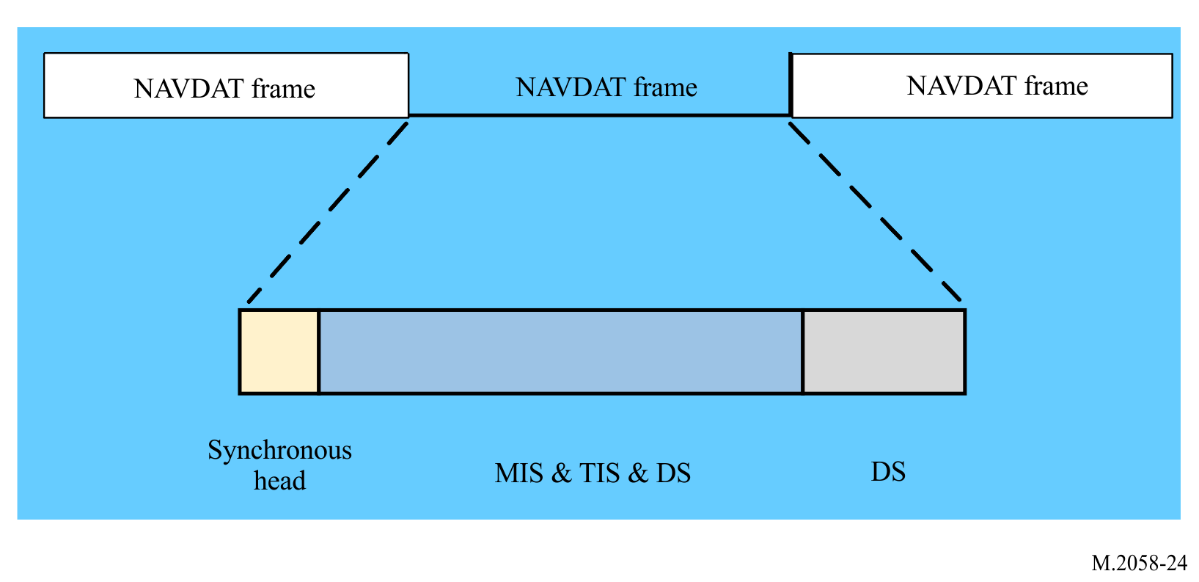 NAVDAT frame
NAVDAT frame
NAVDAT frame
Synchronous
head
MIS & TIS & DS
DS
M.2058-24